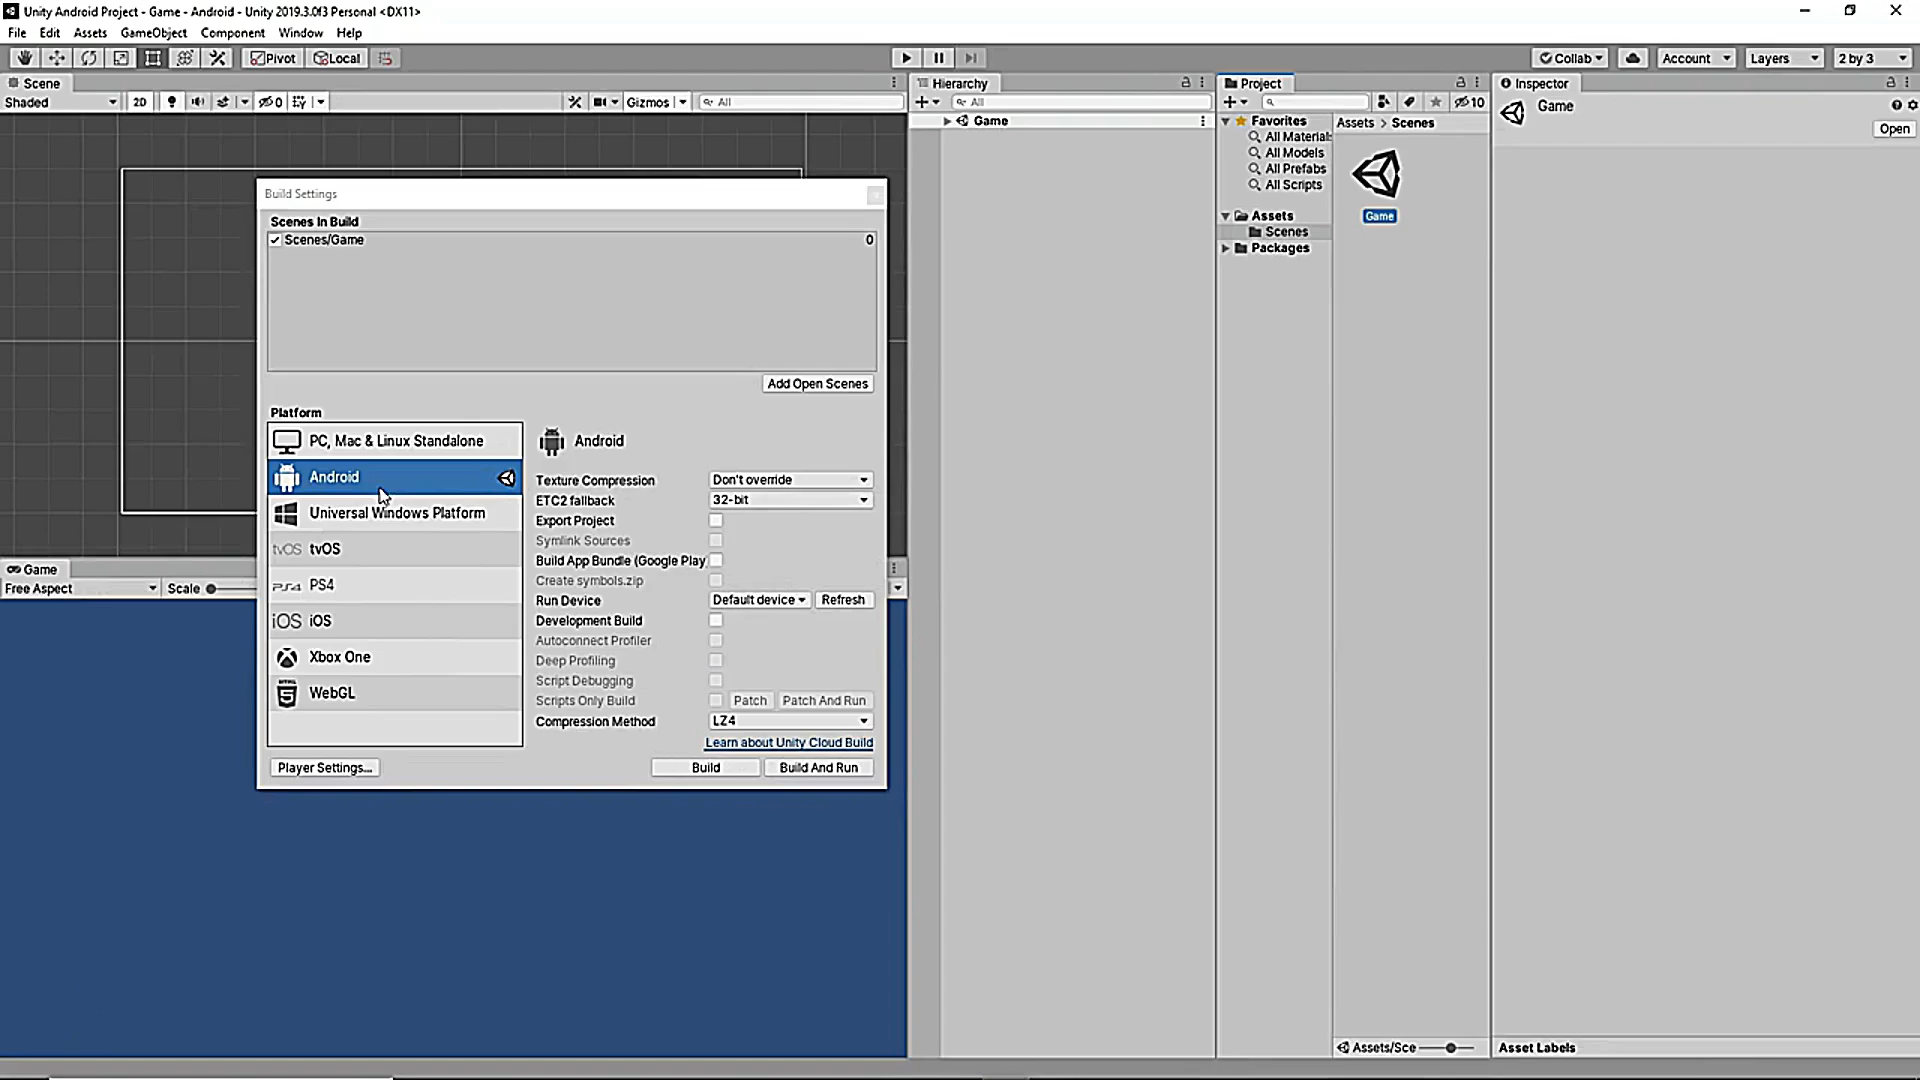 Unity Android Project - Game - Android - Unity 2019.3.0f3 Personal <DX11>
File Edit Assets GameObject Component Window Help
Pivot Local Collab Account Layers 2 by 3
Scene
Shaded 2D 0 Gizmos All
Hierarchy
All
Game
Project
10
Favorites
All Materials
All Models
All Prefabs
All Scripts
Assets
Scenes
Packages
Assets > Scenes
Game
Assets/Sce
Inspector
Game
Open
Asset Labels
Build Settings
Scenes In Build
Scenes/Game 0
Add Open Scenes
Platform
PC, Mac & Linux Standalone
Android
Universal Windows Platform
tvOS tvOS
PS4 PS4
iOS iOS
Xbox One
HTML 5 WebGL
Player Settings...
Android
Texture Compression Don't override
ETC2 fallback 32-bit
Export Project
Symlink Sources
Build App Bundle (Google Play
Create symbols.zip
Run Device Default device Refresh
Development Build
Autoconnect Profiler
Deep Profiling
Script Debugging
Scripts Only Build Patch Patch And Run
Compression Method LZ4
Learn about Unity Cloud Build
Build Build And Run
Game
Free Aspect Scale